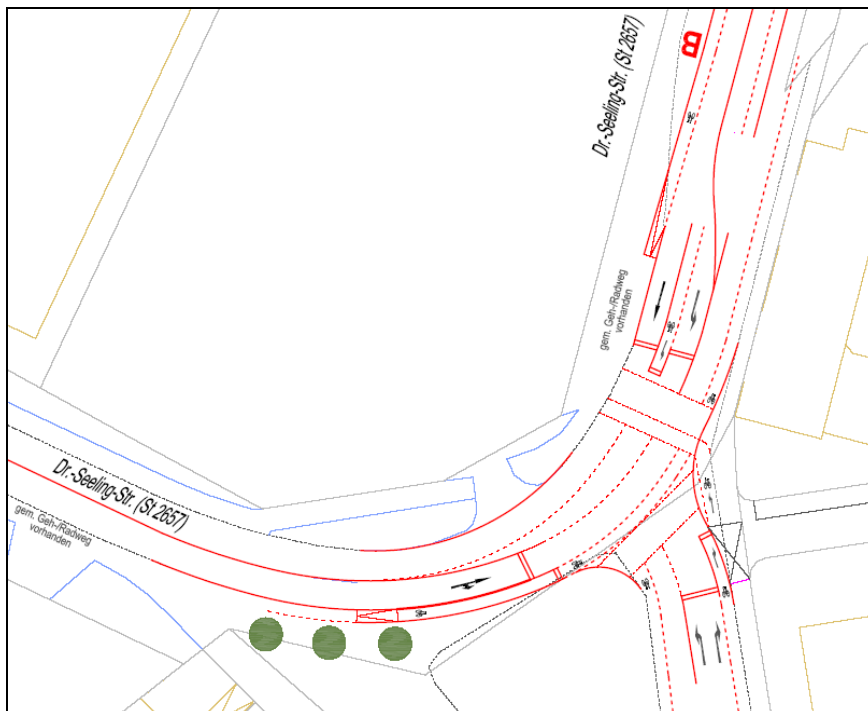 B
Dr.-Seeling-Str. (St 2657)
gem. Geh-/Radweg
vorhanden
Dr.-Seeling-Str. (St 2657)
gem. Geh-/Radweg
vorhanden